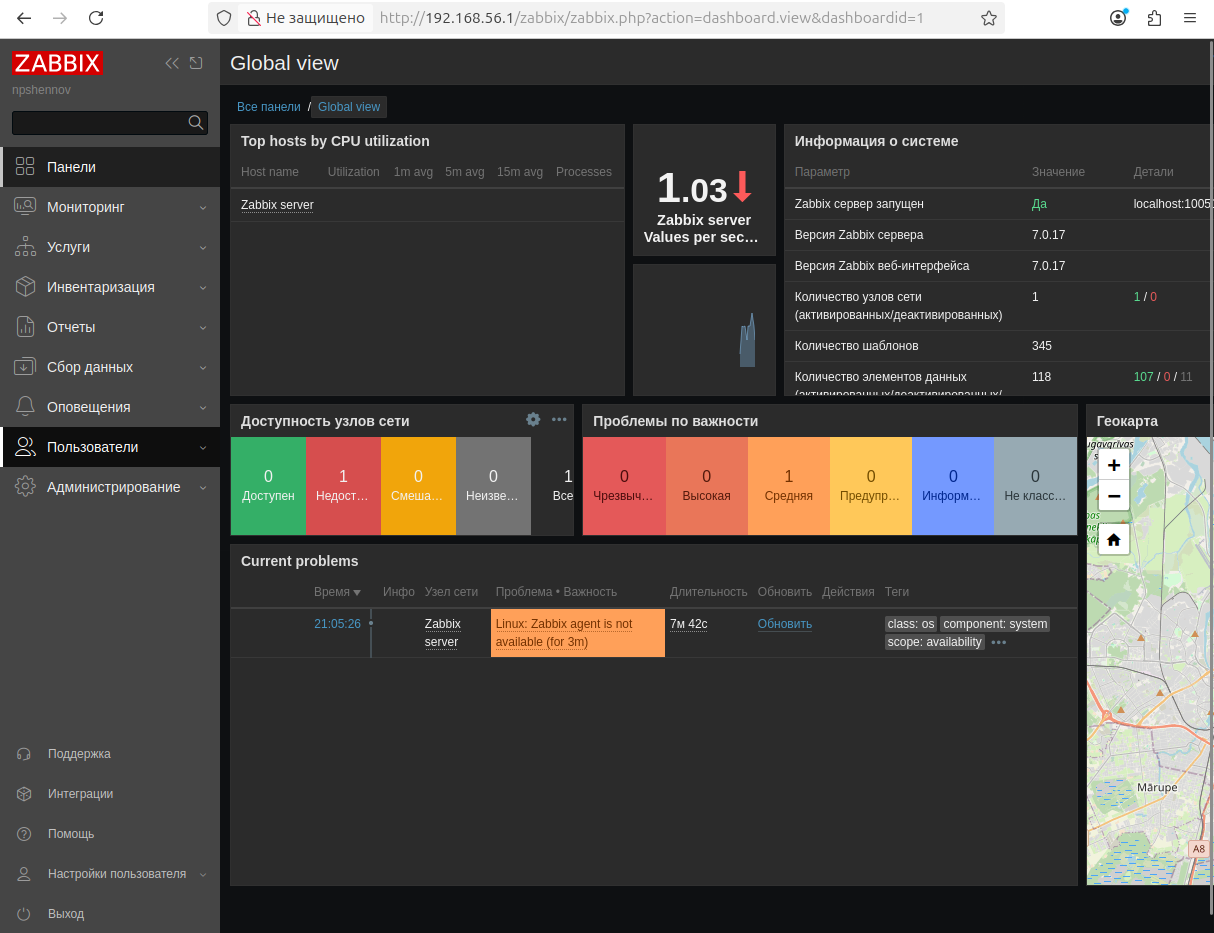 Не защищено
http://192.168.56.1/zabbix/zabbix.php?action=dashboard.view&dashboardid=1
ZABBIX
npshennov
Панели
Мониторинг
Услуги
Инвентаризация
Отчеты
Сбор данных
Оповещения
Пользователи
Администрирование
Поддержка
Интеграции
Помощь
Настройки пользователя
Выход
Global view
Все панели / Global view
Top hosts by CPU utilization
Host name Utilization 1m avg 5m avg 15m avg Processes
Zabbix server
1.03
Zabbix server
Values per sec…
Информация о системе
Параметр Значение Детали
Zabbix сервер запущен Да localhost:1005
Версия Zabbix сервера 7.0.17
Версия Zabbix веб-интерфейса 7.0.17
Количество узлов сети 1 1 / 0
(активированных/деактивированных)
Количество шаблонов 345
Количество элементов данных 118 107 / 0 / 11
(активированных/деактивированных/
Доступность узлов сети
0 1 0 0 1
Доступен Недост… Смеша… Неизве… Все
Проблемы по важности
0 0 1 0 0 0
Чрезвыч… Высокая Средняя Предупр… Информ… Не класс…
Геокарта
+
−
Mārupe
A8
Current problems
Время Инфо Узел сети Проблема • Важность Длительность Обновить Действия Теги
21:05:26 Zabbix Linux: Zabbix agent is not 7м 42с Обновить class: os component: system
server available (for 3m) scope: availability